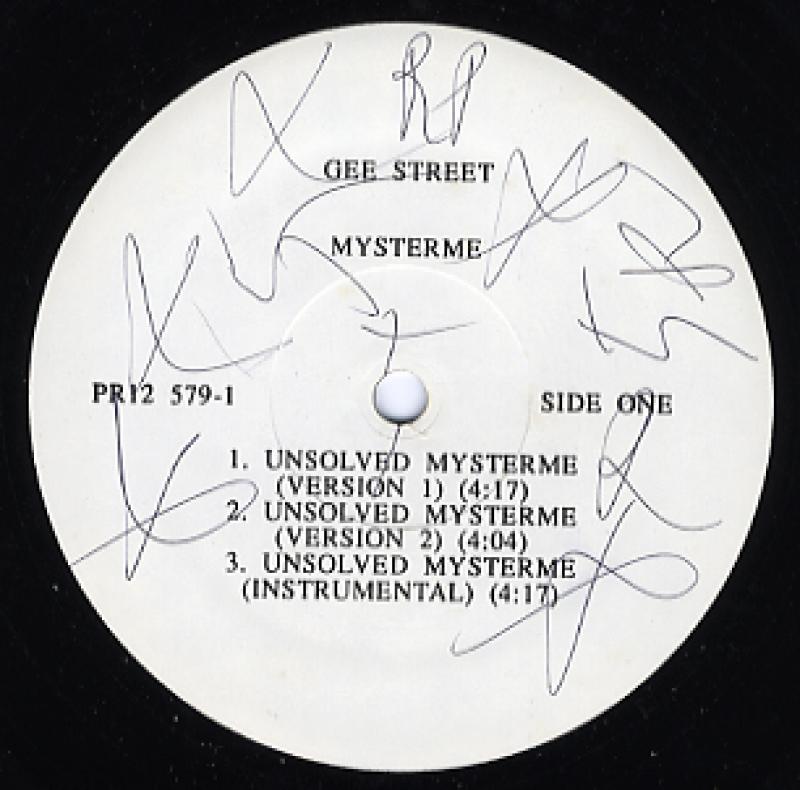 GEE STREET
MYSTERME
PR12 579-1
SIDE ONE
1. UNSOLVED MYSTERME
(VERSION 1) (4:17)
2. UNSOLVED MYSTERME
(VERSION 2) (4:04)
3. UNSOLVED MYSTERME
(INSTRUMENTAL) (4:17)